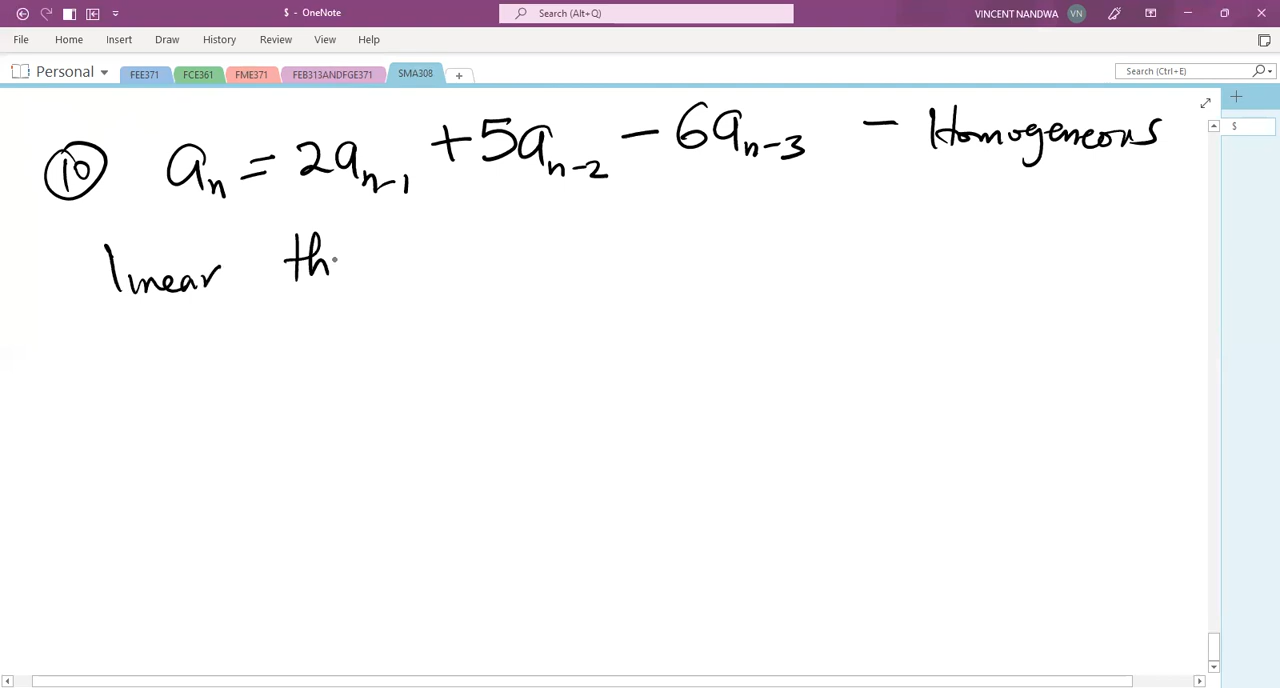 $ - OneNote
Search (Alt+Q)
VINCENT NANDWA
VN
File Home Insert Draw History Review View Help
Personal
FEE371 FCE361 FME371 FEB313ANDFGE371 SMA308
Search (Ctrl+E)
$
10 aₙ = 2aₙ₋₁ + 5aₙ₋₂ − 6aₙ₋₃ − Homogeneous
linear th